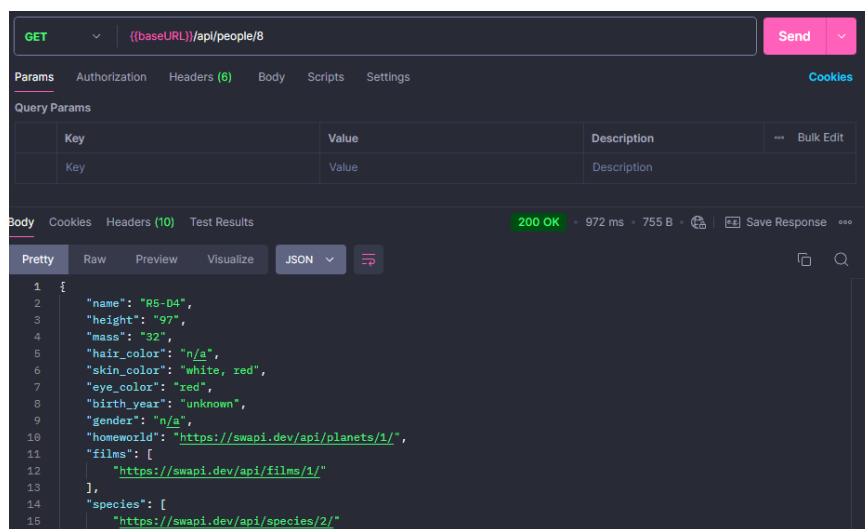 GET {{baseURL}}/api/people/8 Send
Params Authorization Headers (6) Body Scripts Settings Cookies
Query Params
Key Value Description Bulk Edit
Key Value Description
Body Cookies Headers (10) Test Results 200 OK 972 ms 755 B e.g. Save Response
Pretty Raw Preview Visualize JSON
1 {
2 "name": "R5-D4",
3 "height": "97",
4 "mass": "32",
5 "hair_color": "n/a",
6 "skin_color": "white, red",
7 "eye_color": "red",
8 "birth_year": "unknown",
9 "gender": "n/a",
10 "homeworld": "https://swapi.dev/api/planets/1/",
11 "films": [
12 "https://swapi.dev/api/films/1/"
13 ],
14 "species": [
15 "https://swapi.dev/api/species/2/"